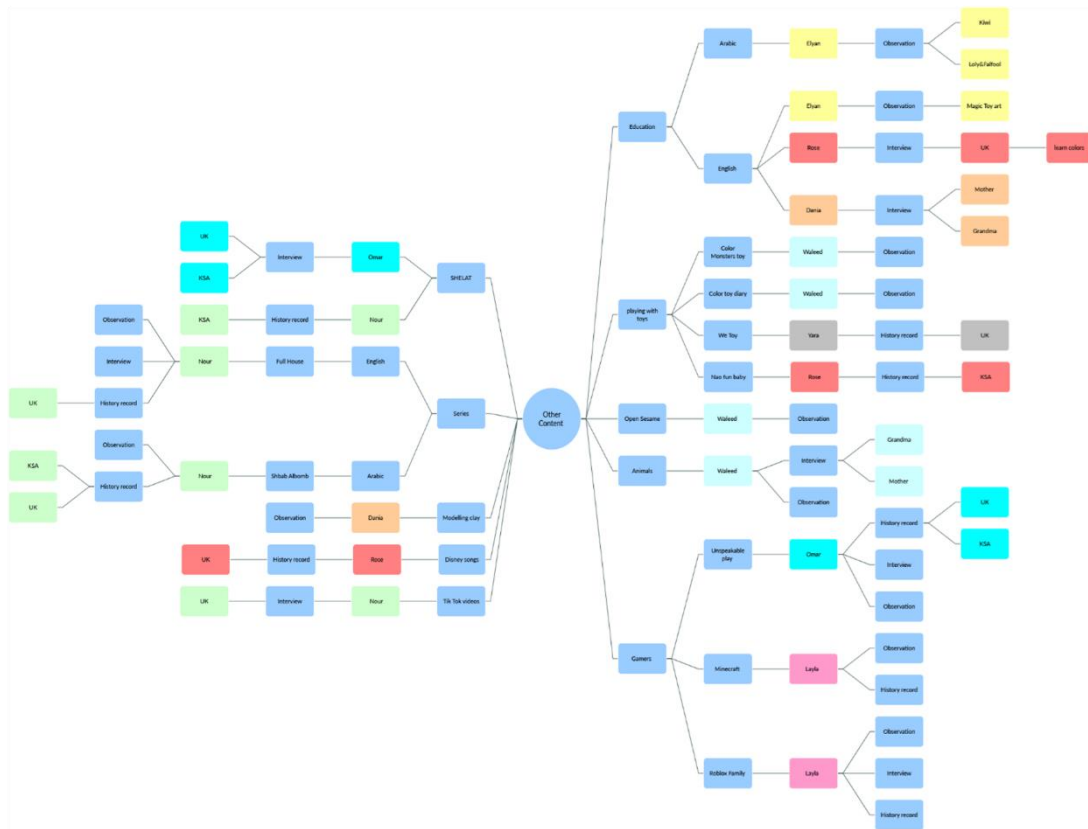 Other
Content
SHELAT
Omer
Interview
UK
KSA
Nour
History record
KSA
Series
English
Full House
Nour
Observation
Interview
History record
UK
Arabic
Shbab Albomb
Nour
Observation
History record
KSA
UK
Modelling clay
Dania
Observation
Disney songs
Rose
History record
UK
Tik Tok videos
Nour
Interview
UK
Education
Arabic
Elyan
Observation
Kiwi
Loly&Falfool
English
Elyan
Observation
Magic Toy art
Rose
Interview
UK
learn colors
Dania
Interview
Mother
Grandma
playing with
toys
Color
Monsters toy
Waleed
Observation
Color toy diary
Waleed
Observation
We Toy
Yara
History record
UK
Nao fun baby
Rose
History record
KSA
Open Sesame
Waleed
Observation
Animals
Waleed
Interview
Grandma
Mother
Observation
Gamers
Unspeakable
play
Omer
History record
UK
KSA
Interview
Observation
Minecraft
Layla
Observation
History record
Roblox Family
Layla
Observation
Interview
History record